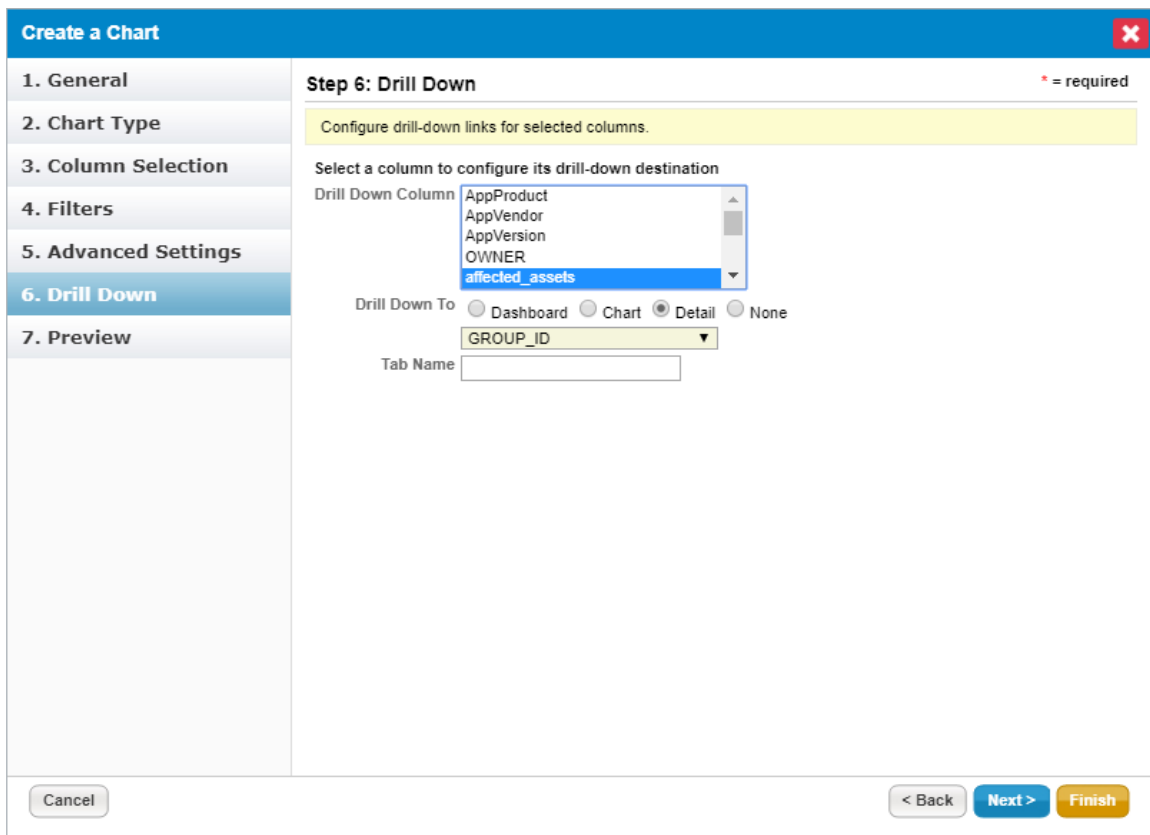 Create a Chart
1. General
2. Chart Type
3. Column Selection
4. Filters
5. Advanced Settings
6. Drill Down
7. Preview
Step 6: Drill Down
* = required
Configure drill-down links for selected columns.
Select a column to configure its drill-down destination
Drill Down Column
AppProduct
AppVendor
AppVersion
OWNER
affected_assets
Drill Down To Dashboard Chart Detail None
GROUP_ID
Tab Name
Cancel
< Back Next > Finish